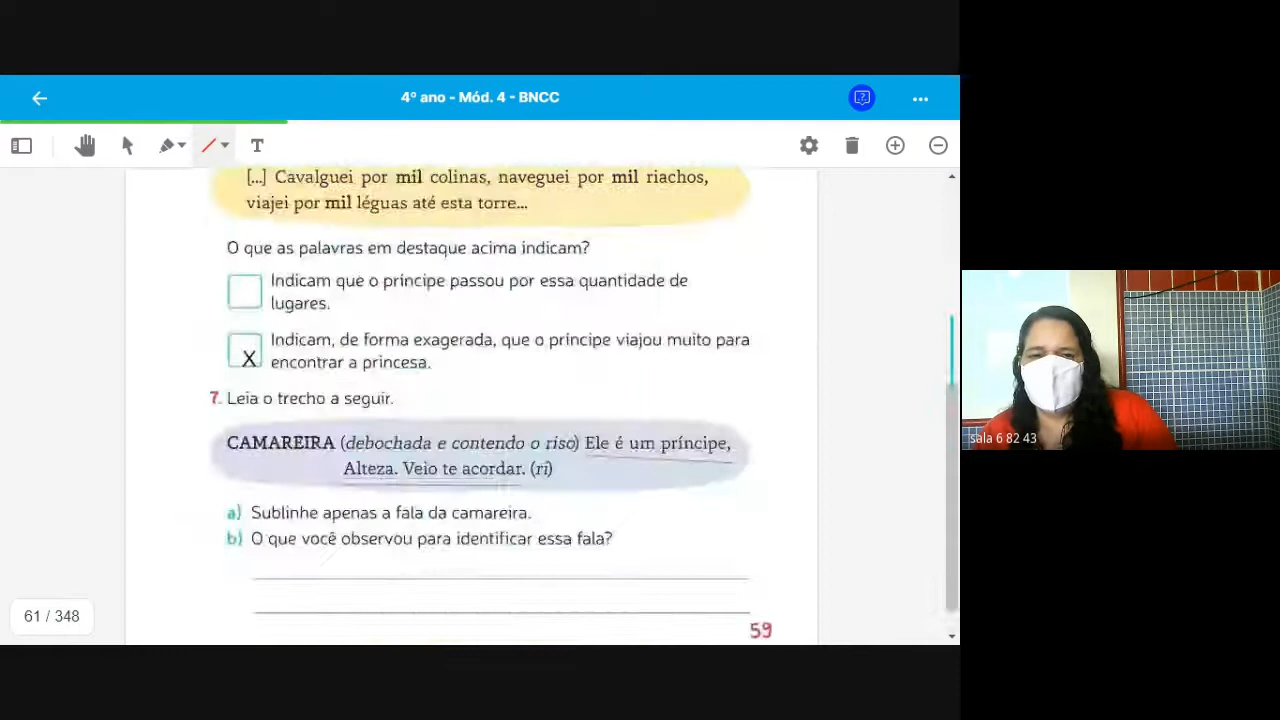 4º ano - Mód. 4 - BNCC
T
[...] Cavalguei por mil colinas, naveguei por mil riachos,
viajei por mil léguas até esta torre...
O que as palavras em destaque acima indicam?
Indicam que o príncipe passou por essa quantidade de
lugares.
Indicam, de forma exagerada, que o príncipe viajou muito para
X encontrar a princesa.
7. Leia o trecho a seguir.
CAMAREIRA (debochada e contendo o riso) Ele é um príncipe,
Alteza. Veio te acordar. (ri)
a) Sublinhe apenas a fala da camareira.
b) O que você observou para identificar essa fala?
61 / 348
59
sala 6 82 43